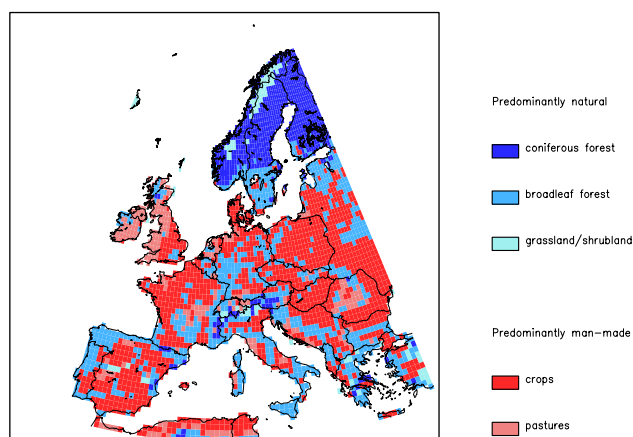 Predominantly natural
coniferous forest
broadleaf forest
grassland/shrubland
Predominantly man-made
crops
pastures